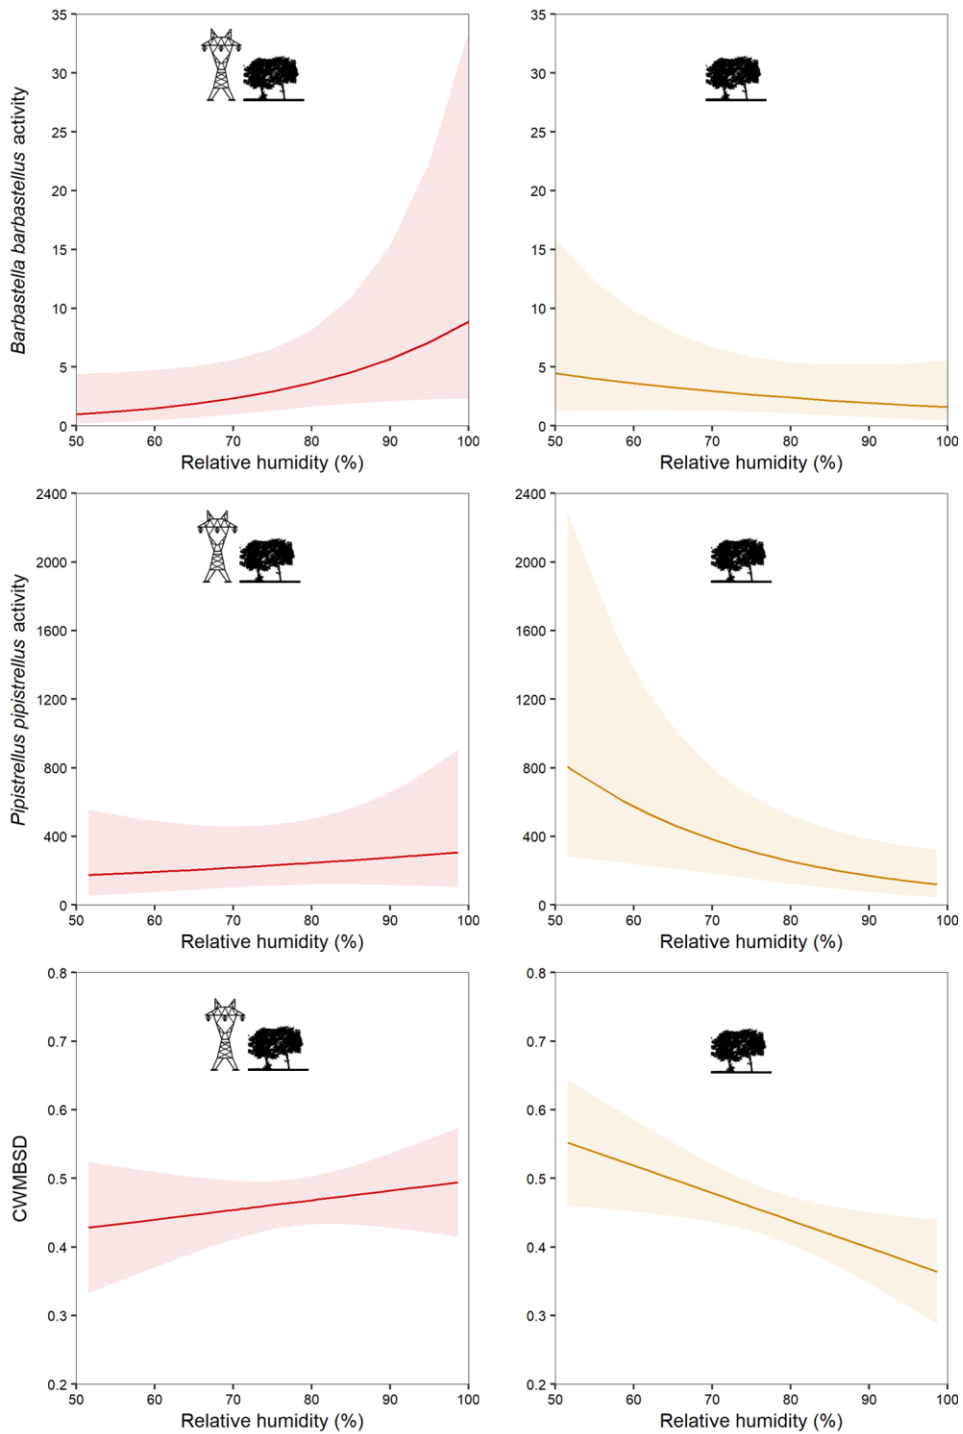 35
30
25
20
15
10
5
0
Barbastella barbastellus activity
50 60 70 80 90 100
Relative humidity (%)
35
30
25
20
15
10
5
0
50 60 70 80 90 100
Relative humidity (%)
2400
2000
1600
1200
800
400
0
Pipistrellus pipistrellus activity
50 60 70 80 90 100
Relative humidity (%)
2400
2000
1600
1200
800
400
0
50 60 70 80 90 100
Relative humidity (%)
0.8
0.7
0.6
0.5
0.4
0.3
0.2
CWMBSD
50 60 70 80 90 100
Relative humidity (%)
0.8
0.7
0.6
0.5
0.4
0.3
0.2
50 60 70 80 90 100
Relative humidity (%)